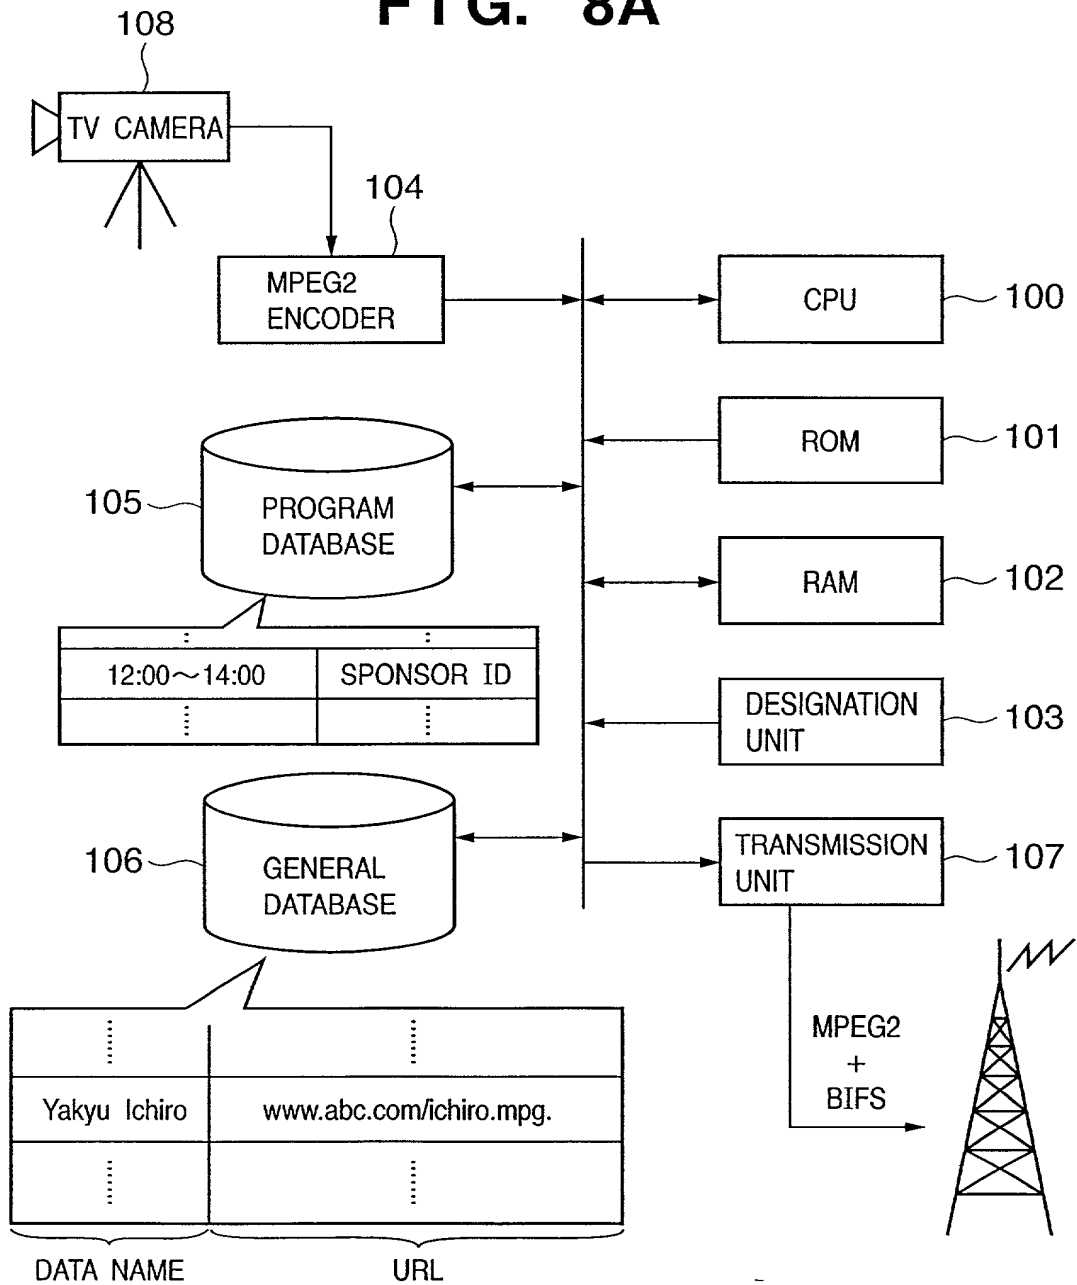 FIG. 8A
108
TV CAMERA
104
MPEG2
ENCODER
CPU
100
ROM
101
105
PROGRAM
DATABASE
RAM
102
12:00～14:00 SPONSOR ID
DESIGNATION
UNIT
103
106
GENERAL
DATABASE
TRANSMISSION
UNIT
107
MPEG2
+
BIFS
Yakyu Ichiro www.abc.com/ichiro.mpg.
DATA NAME URL